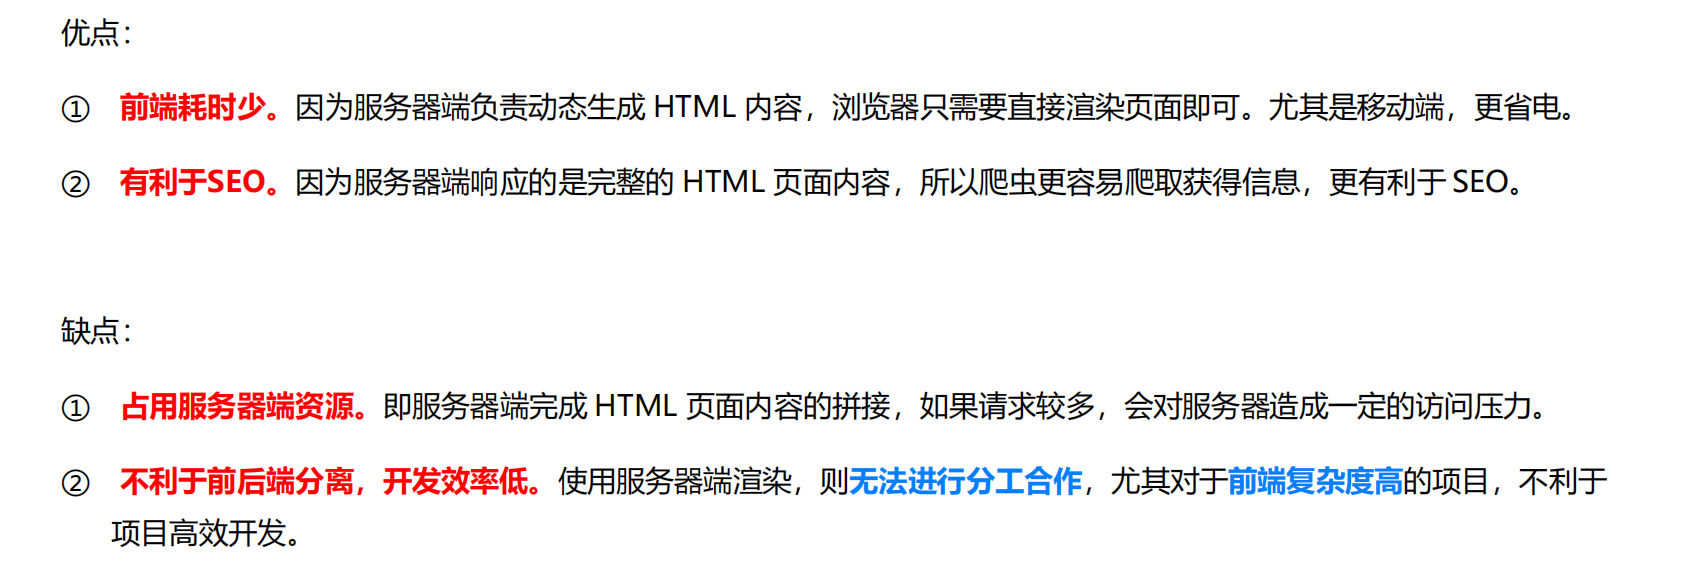 优点：
① 前端耗时少。因为服务器端负责动态生成 HTML 内容，浏览器只需要直接渲染页面即可。尤其是移动端，更省电。
② 有利于SEO。因为服务器端响应的是完整的 HTML 页面内容，所以爬虫更容易爬取获得信息，更有利于 SEO。
缺点：
① 占用服务器端资源。即服务器端完成 HTML 页面内容的拼接，如果请求较多，会对服务器造成一定的访问压力。
② 不利于前后端分离，开发效率低。使用服务器端渲染，则无法进行分工合作，尤其对于前端复杂度高的项目，不利于
项目高效开发。